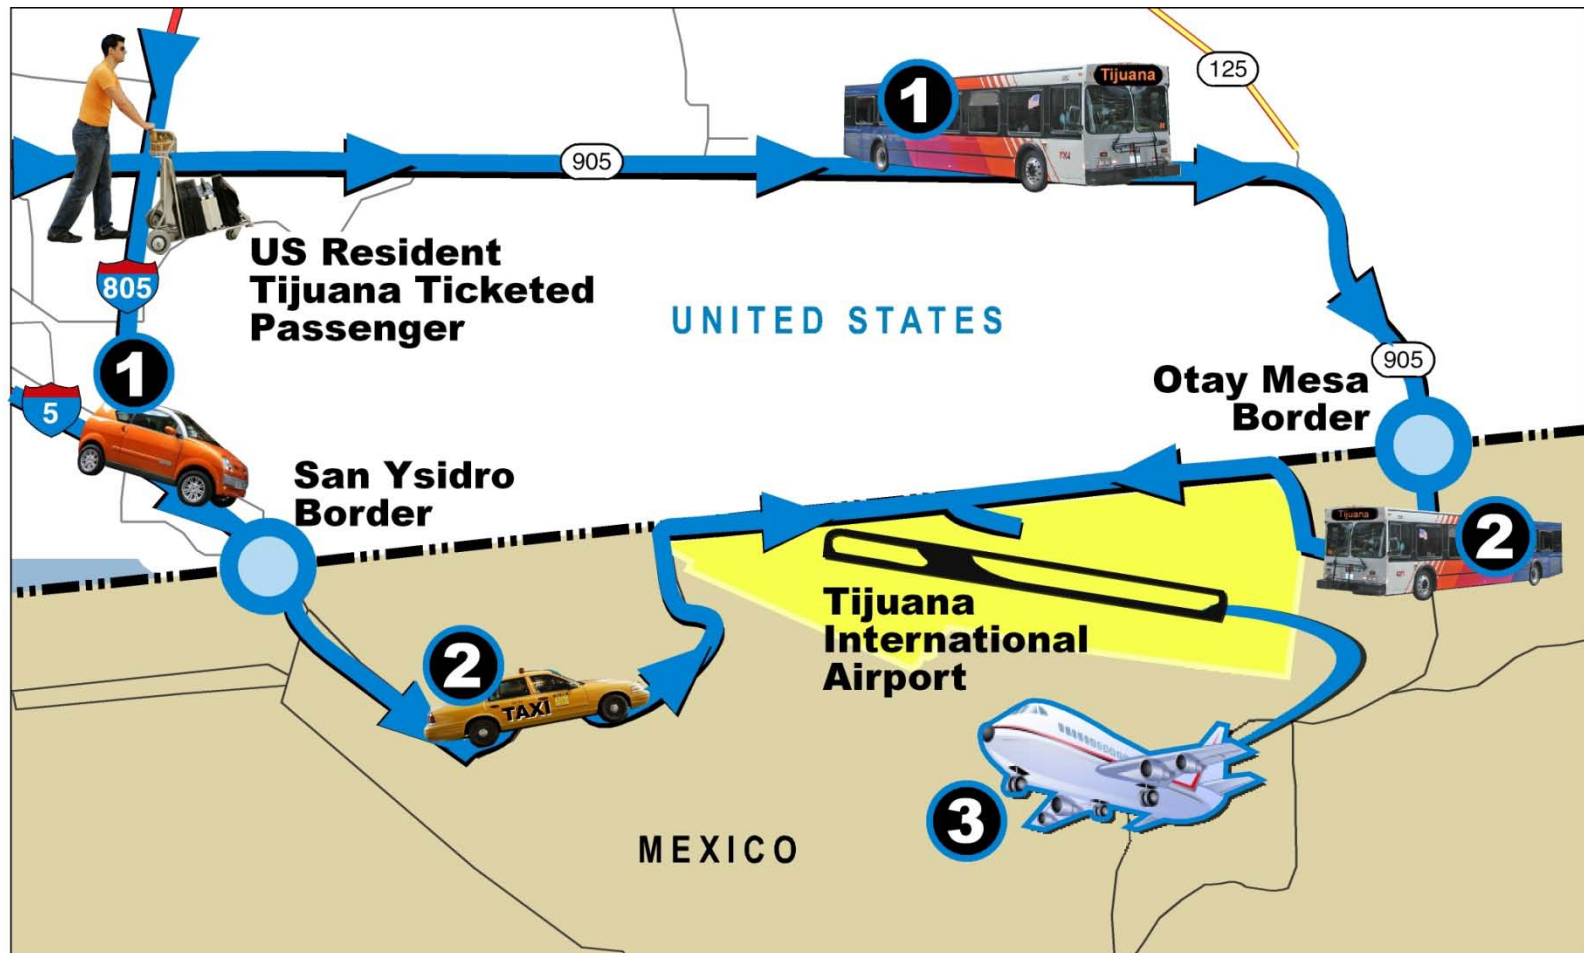 Tijuana
125
1
905
US Resident
Tijuana Ticketed
Passenger
805
UNITED STATES
1
5
905
Otay Mesa
Border
San Ysidro
Border
Tijuana
2
Tijuana
International
Airport
2
TAXI
3
MEXICO